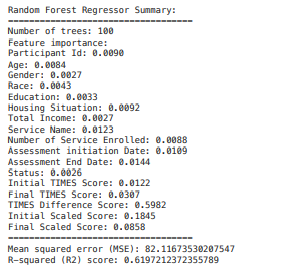 Random Forest Regressor Summary:
===================================
Number of trees: 100
Feature importance:
Participant Id: 0.0090
Age: 0.0084
Gender: 0.0027
Race: 0.0043
Education: 0.0033
Housing Situation: 0.0092
Total Income: 0.0027
Service Name: 0.0123
Number of Service Enrolled: 0.0088
Assessment initiation Date: 0.0109
Assessment End Date: 0.0144
Status: 0.0026
Initial TIMES Score: 0.0122
Final TIMES Score: 0.0307
TIMES Difference Score: 0.5982
Initial Scaled Score: 0.1845
Final Scaled Score: 0.0858
===================================
Mean squared error (MSE): 82.11673530207547
R-squared (R2) score: 0.6197212372355789